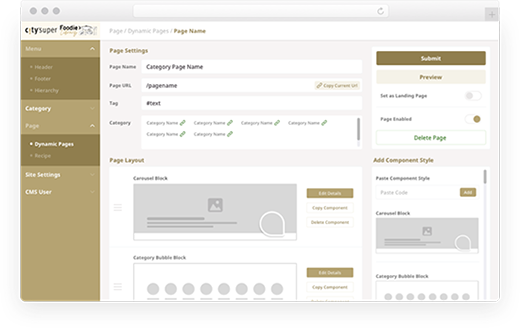 city'super Foodie Living
Page / Dynamic Pages / Page Name
Menu
Header
Footer
Hierarchy
Category
Page
Dynamic Pages
Recipe
Site Settings
CMS User
Page Settings
Page Name Category Page Name
Page URL /pagename Copy Current Url
Tag #text
Category Category Name Category Name Category Name Category Name
Category Name Category Name
Submit
Preview
Set as Landing Page
Page Enabled
Delete Page
Page Layout
Carousel Block
Edit Details
Copy Component
Delete Component
Category Bubble Block
Edit Details
Copy Component
Delete Component
Add Component Style
Paste Component Style
Paste Code Add
Carousel Block
Category Bubble Block